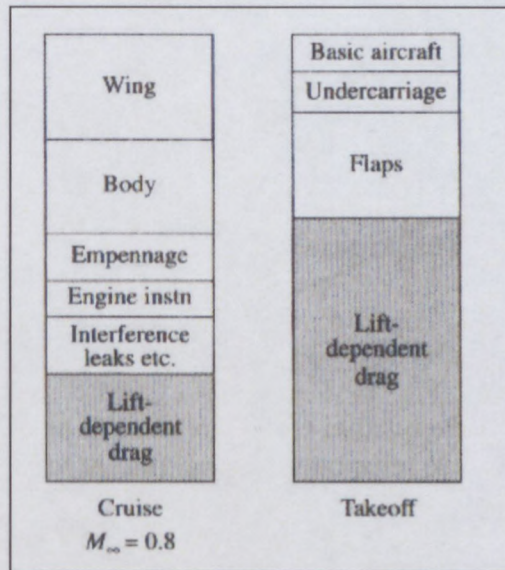 Wing
Body
Empennage
Engine instn
Interference
leaks etc.
Lift-
dependent
drag
Cruise
M∞ = 0.8
Basic aircraft
Undercarriage
Flaps
Lift-
dependent
drag
Takeoff